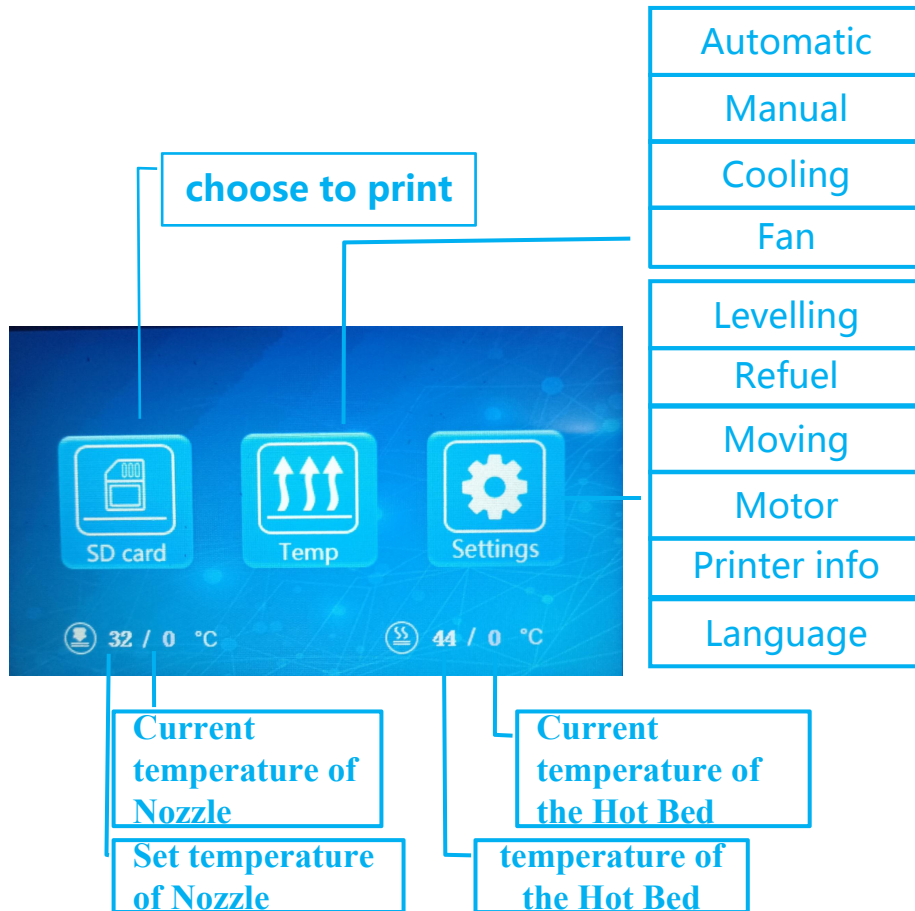 Automatic
Manual
Cooling
Fan
choose to print
Levelling
Refuel
Moving
Motor
Printer info
Language
SD card
Temp
Settings
32 / 0 °C
44 / 0 °C
Current
temperature of
Nozzle
Set temperature
of Nozzle
Current
temperature of
the Hot Bed
temperature of
the Hot Bed